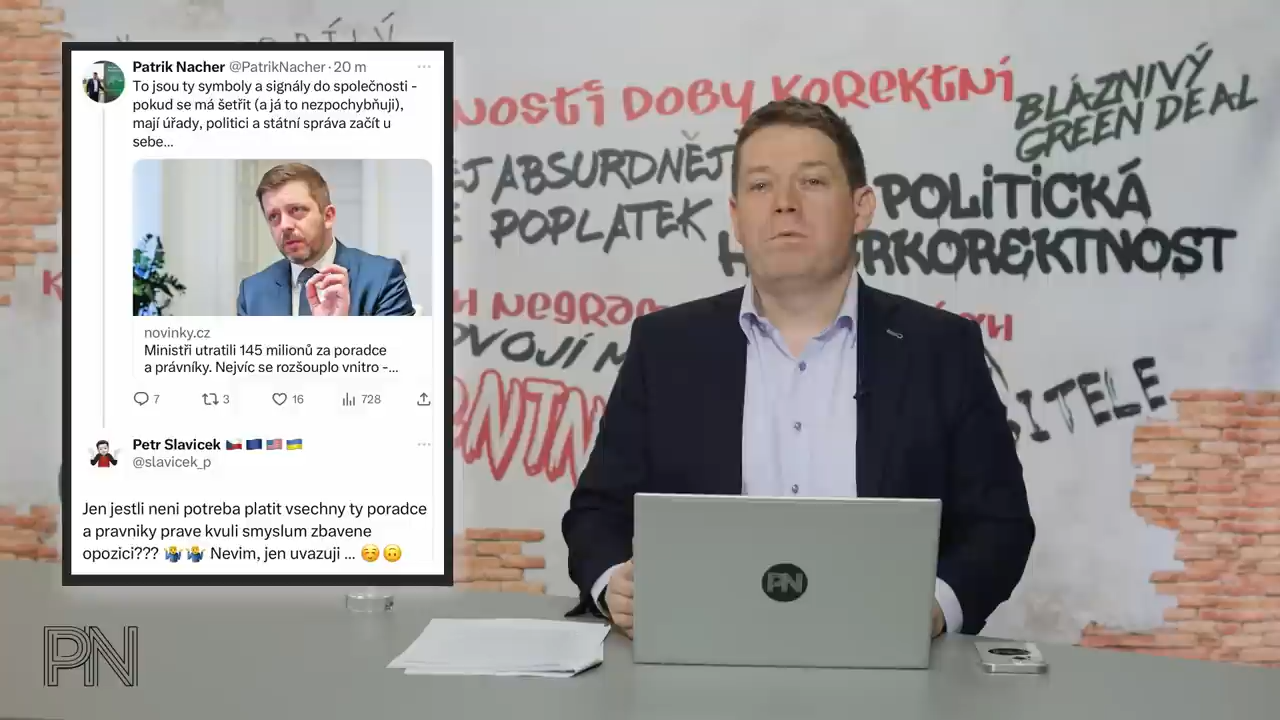 Patrik Nacher @PatrikNacher · 20 m
To jsou ty symboly a signály do společnosti -
pokud se má šetřit (a já to nezpochybňuji),
mají úřady, politici a státní správa začít u
sebe...
novinky.cz
Ministři utratili 145 milionů za poradce
a právníky. Nejvíc se rozšouplo vnitro -...
7 3 16 728
Petr Slavicek 🇨🇿 🇪🇺 🇺🇸 🇺🇦
@slavicek_p
Jen jestli neni potreba platit vsechny ty poradce
a pravniky prave kvuli smyslum zbavene
opozici??? 🤷‍♂️🤷‍♂️ Nevim, jen uvazuji ... ☺️🙃
DOBY KOREKTNÍ
BLÁZNIVÝ
GREEN DEAL
ABSURDNĚJ
POPLATEK
POLITICKÁ
PN
PN